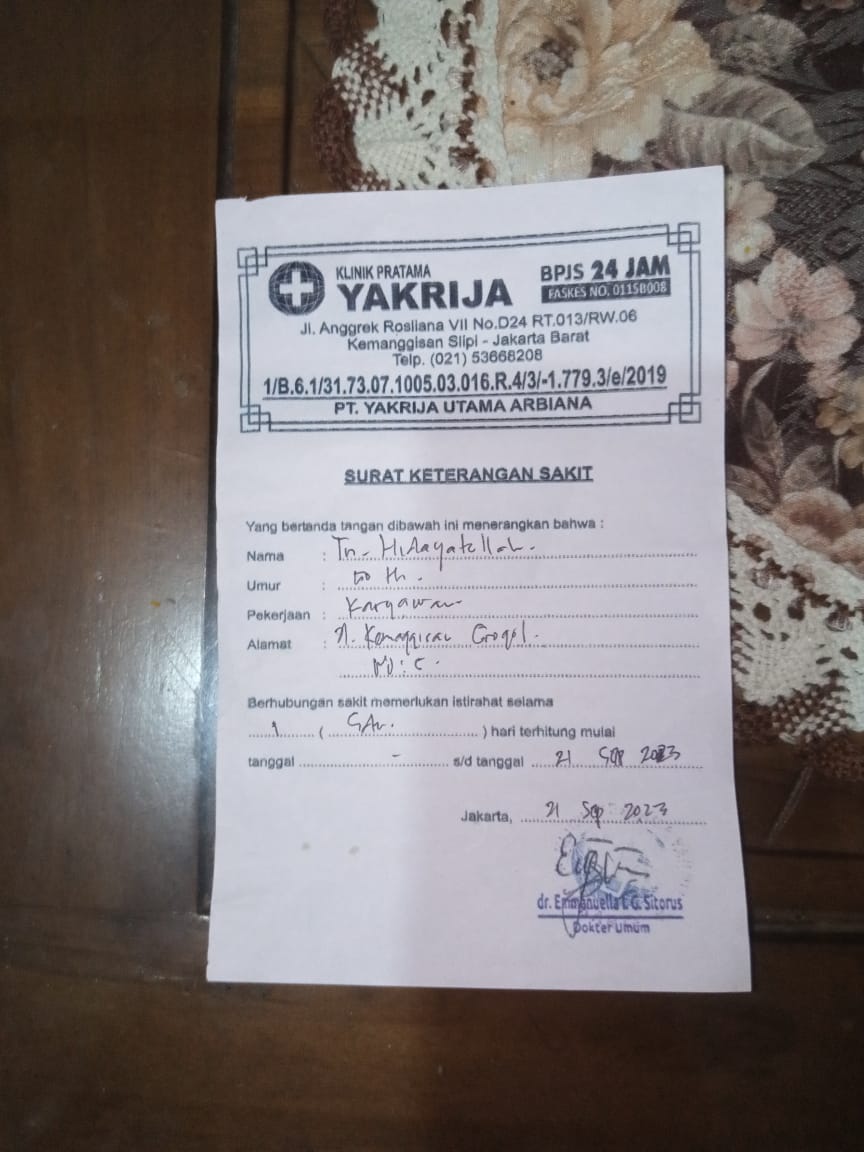 KLINIK PRATAMA
YAKRIJA
BPJS 24 JAM
FASKES NO. 0115B008
Jl. Anggrek Rosliana VII No.D24 RT.013/RW.06
Kemanggisan Slipi - Jakarta Barat
Telp. (021) 53668208
1/B.6.1/31.73.07.1005.03.016.R.4/3/-1.779.3/e/2019
PT. YAKRIJA UTAMA ARBIANA
SURAT KETERANGAN SAKIT
Yang bertanda tangan dibawah ini menerangkan bahwa :
Nama : Tn. Hidayatullah.
Umur : th.
Pekerjaan : Karyawan
Alamat : Jl. Kemanggisan Grogol.
No: C.
Berhubungan sakit memerlukan istirahat selama
1 ( SAtu. ) hari terhitung mulai
tanggal - s/d tanggal 21 Sep 2023
Jakarta, 21 Sep 2023
dr. Emmanuella Sitorus
Dokter Umum